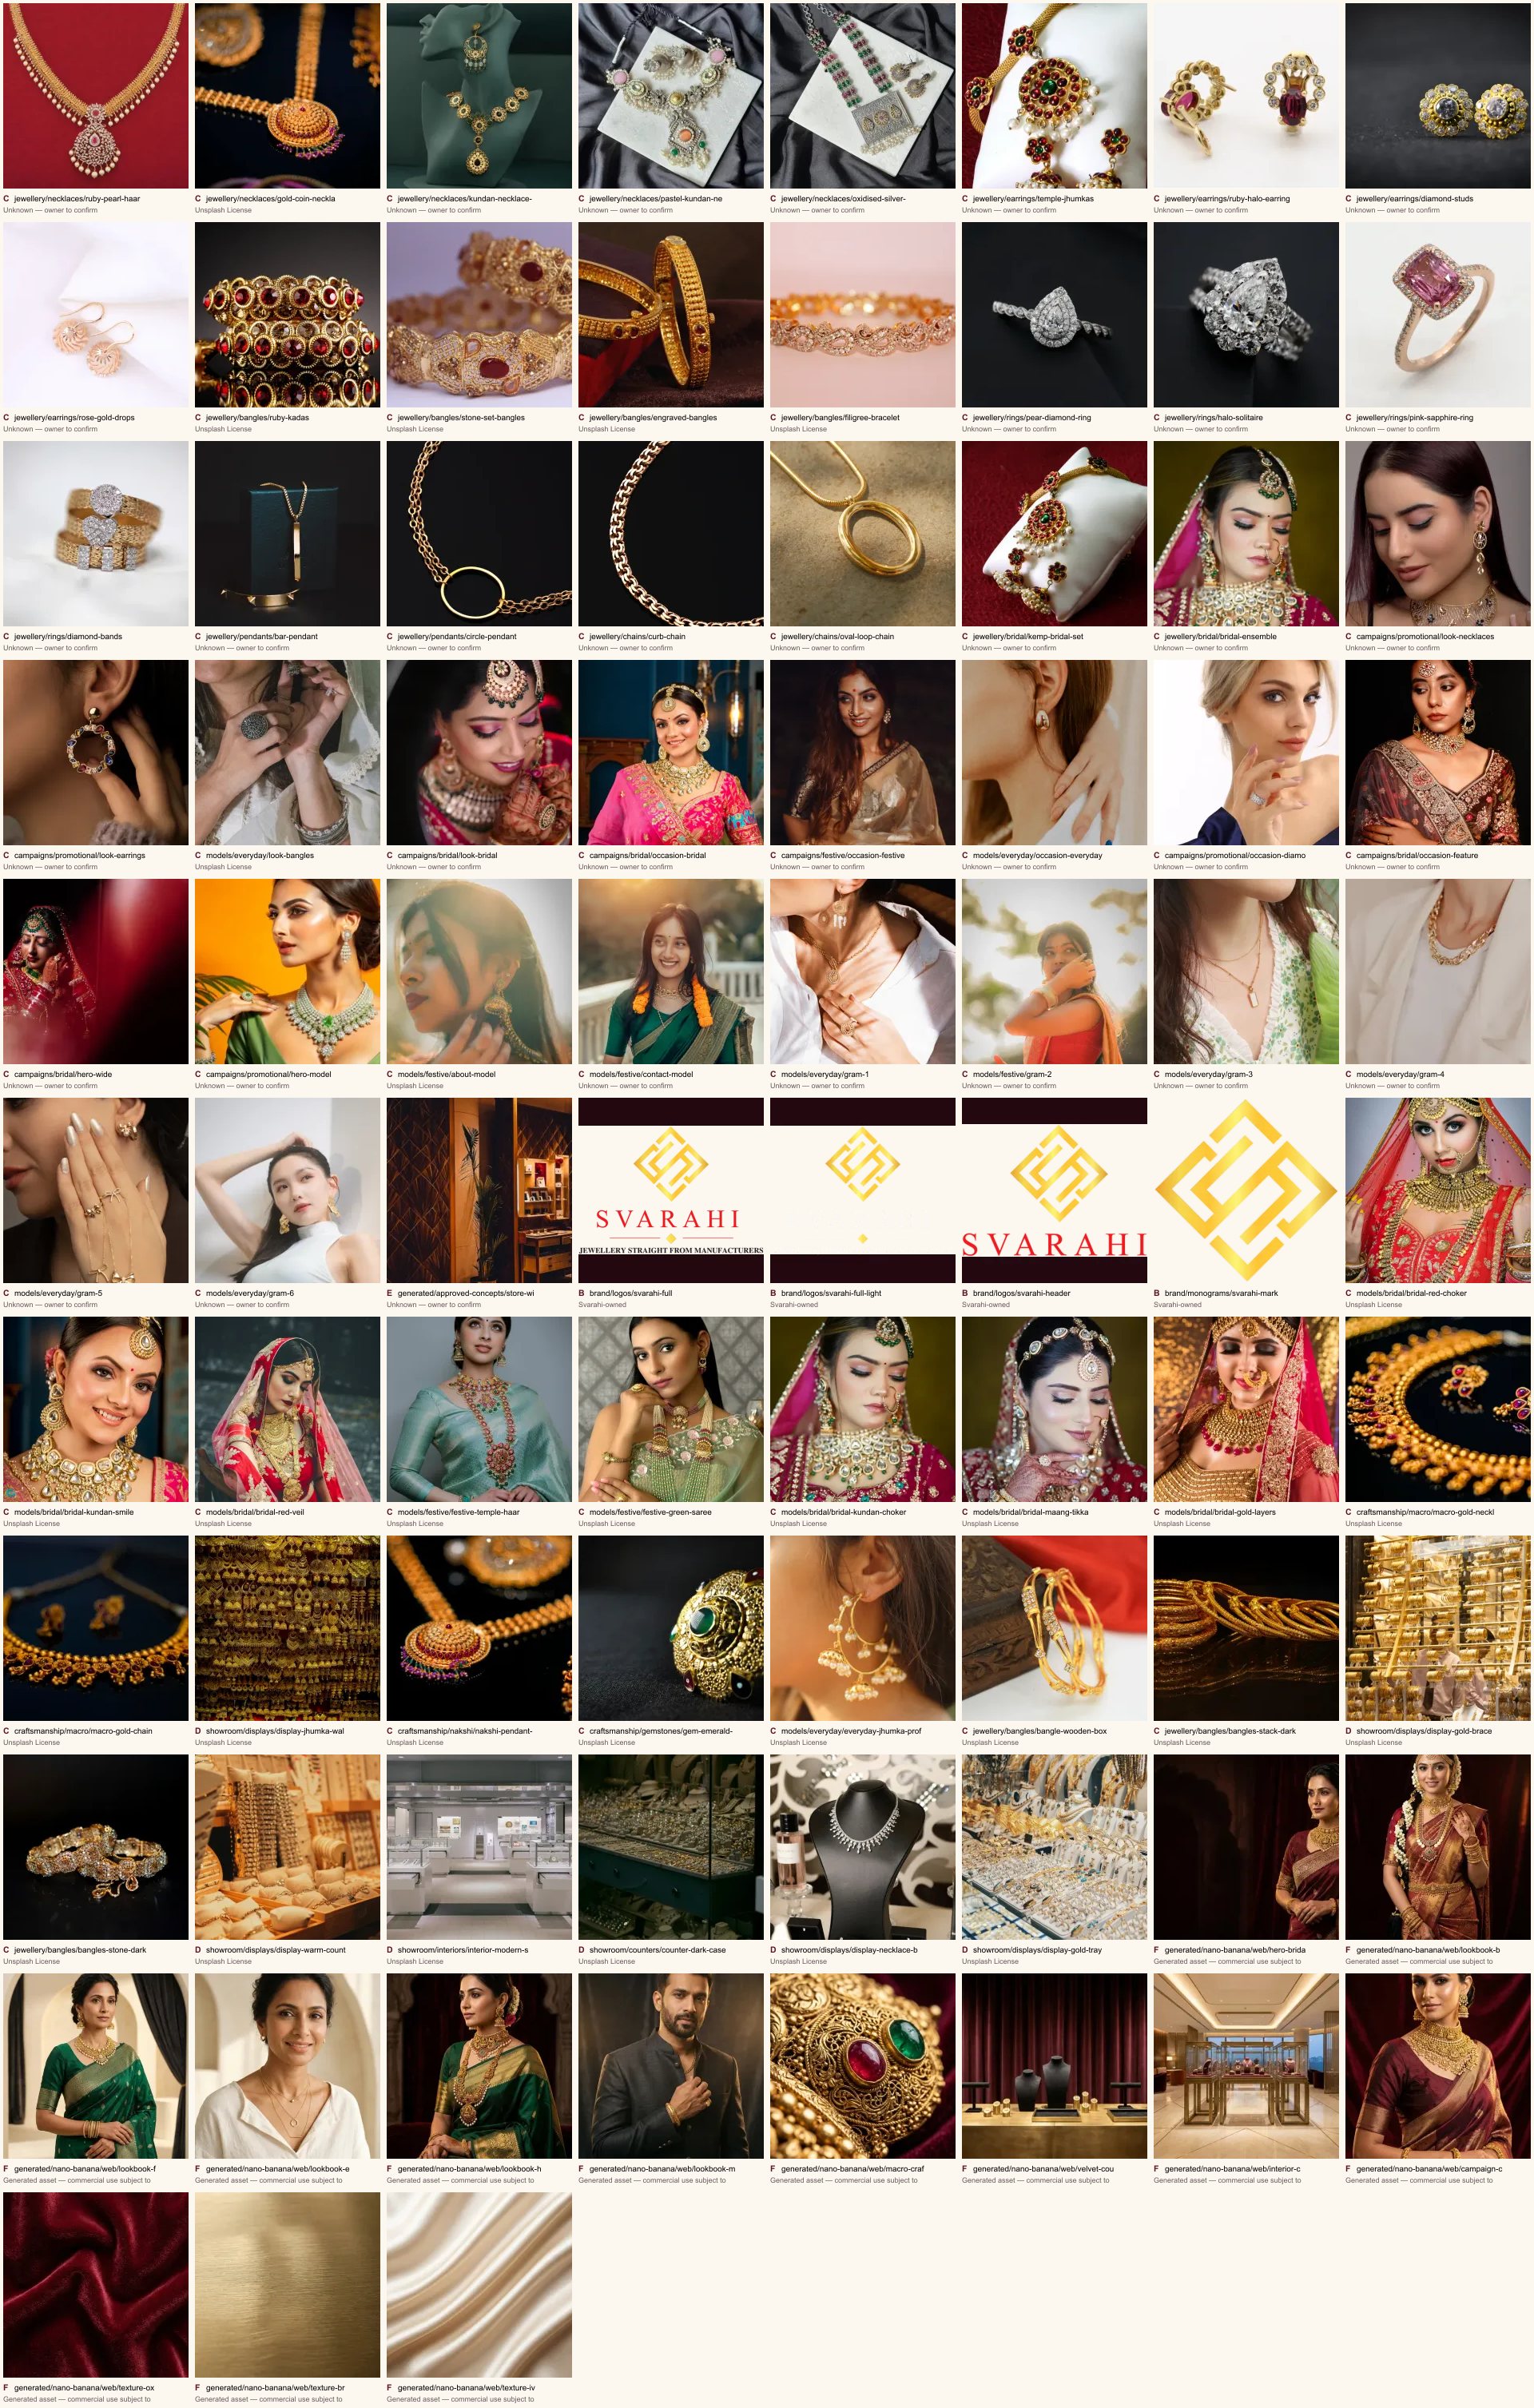 C jewellery/necklaces/ruby-pearl-haar
Unknown — owner to confirm
C jewellery/necklaces/gold-coin-neckla
Unsplash License
C jewellery/necklaces/kundan-necklace-
Unknown — owner to confirm
C jewellery/necklaces/pastel-kundan-ne
Unknown — owner to confirm
C jewellery/necklaces/oxidised-silver-
Unknown — owner to confirm
C jewellery/earrings/temple-jhumkas
Unknown — owner to confirm
C jewellery/earrings/ruby-halo-earring
Unknown — owner to confirm
C jewellery/earrings/diamond-studs
Unknown — owner to confirm
C jewellery/earrings/rose-gold-drops
Unknown — owner to confirm
C jewellery/bangles/ruby-kadas
Unsplash License
C jewellery/bangles/stone-set-bangles
Unsplash License
C jewellery/bangles/engraved-bangles
Unsplash License
C jewellery/bangles/filigree-bracelet
Unsplash License
C jewellery/rings/pear-diamond-ring
Unknown — owner to confirm
C jewellery/rings/halo-solitaire
Unknown — owner to confirm
C jewellery/rings/pink-sapphire-ring
Unknown — owner to confirm
C jewellery/rings/diamond-bands
Unknown — owner to confirm
C jewellery/pendants/bar-pendant
Unknown — owner to confirm
C jewellery/pendants/circle-pendant
Unknown — owner to confirm
C jewellery/chains/curb-chain
Unknown — owner to confirm
C jewellery/chains/oval-loop-chain
Unknown — owner to confirm
C jewellery/bridal/kemp-bridal-set
Unknown — owner to confirm
C jewellery/bridal/bridal-ensemble
Unknown — owner to confirm
C campaigns/promotional/look-necklaces
Unknown — owner to confirm
C campaigns/promotional/look-earrings
Unknown — owner to confirm
C models/everyday/look-bangles
Unsplash License
C campaigns/bridal/look-bridal
Unknown — owner to confirm
C campaigns/bridal/occasion-bridal
Unknown — owner to confirm
C campaigns/festive/occasion-festive
Unknown — owner to confirm
C models/everyday/occasion-everyday
Unknown — owner to confirm
C campaigns/promotional/occasion-diamo
Unknown — owner to confirm
C campaigns/bridal/occasion-feature
Unknown — owner to confirm
C campaigns/bridal/hero-wide
Unknown — owner to confirm
C campaigns/promotional/hero-model
Unknown — owner to confirm
C models/festive/about-model
Unsplash License
C models/festive/contact-model
Unknown — owner to confirm
C models/everyday/gram-1
Unknown — owner to confirm
C models/festive/gram-2
Unknown — owner to confirm
C models/everyday/gram-3
Unknown — owner to confirm
C models/everyday/gram-4
Unknown — owner to confirm
SVARAHI
JEWELLERY STRAIGHT FROM MANUFACTURERS
SVARAHI
C models/everyday/gram-5
Unknown — owner to confirm
C models/everyday/gram-6
Unknown — owner to confirm
E generated/approved-concepts/store-wi
Unknown — owner to confirm
B brand/logos/svarahi-full
Svarahi-owned
B brand/logos/svarahi-full-light
Svarahi-owned
B brand/logos/svarahi-header
Svarahi-owned
B brand/monograms/svarahi-mark
Svarahi-owned
C models/bridal/bridal-red-choker
Unsplash License
C models/bridal/bridal-kundan-smile
Unsplash License
C models/bridal/bridal-red-veil
Unsplash License
C models/festive/festive-temple-haar
Unsplash License
C models/festive/festive-green-saree
Unsplash License
C models/bridal/bridal-kundan-choker
Unsplash License
C models/bridal/bridal-maang-tikka
Unsplash License
C models/bridal/bridal-gold-layers
Unsplash License
C craftsmanship/macro/macro-gold-neckl
Unsplash License
C craftsmanship/macro/macro-gold-chain
Unsplash License
D showroom/displays/display-jhumka-wal
Unsplash License
C craftsmanship/nakshi/nakshi-pendant-
Unsplash License
C craftsmanship/gemstones/gem-emerald-
Unsplash License
C models/everyday/everyday-jhumka-prof
Unsplash License
C jewellery/bangles/bangle-wooden-box
Unsplash License
C jewellery/bangles/bangles-stack-dark
Unsplash License
D showroom/displays/display-gold-brace
Unsplash License
C jewellery/bangles/bangles-stone-dark
Unsplash License
D showroom/displays/display-warm-count
Unsplash License
D showroom/interiors/interior-modern-s
Unsplash License
D showroom/counters/counter-dark-case
Unsplash License
D showroom/displays/display-necklace-b
Unsplash License
D showroom/displays/display-gold-tray
Unsplash License
F generated/nano-banana/web/hero-brida
Generated asset — commercial use subject to
F generated/nano-banana/web/lookbook-b
Generated asset — commercial use subject to
F generated/nano-banana/web/lookbook-f
Generated asset — commercial use subject to
F generated/nano-banana/web/lookbook-e
Generated asset — commercial use subject to
F generated/nano-banana/web/lookbook-h
Generated asset — commercial use subject to
F generated/nano-banana/web/lookbook-m
Generated asset — commercial use subject to
F generated/nano-banana/web/macro-craf
Generated asset — commercial use subject to
F generated/nano-banana/web/velvet-cou
Generated asset — commercial use subject to
F generated/nano-banana/web/interior-c
Generated asset — commercial use subject to
F generated/nano-banana/web/campaign-c
Generated asset — commercial use subject to
F generated/nano-banana/web/texture-ox
Generated asset — commercial use subject to
F generated/nano-banana/web/texture-br
Generated asset — commercial use subject to
F generated/nano-banana/web/texture-iv
Generated asset — commercial use subject to